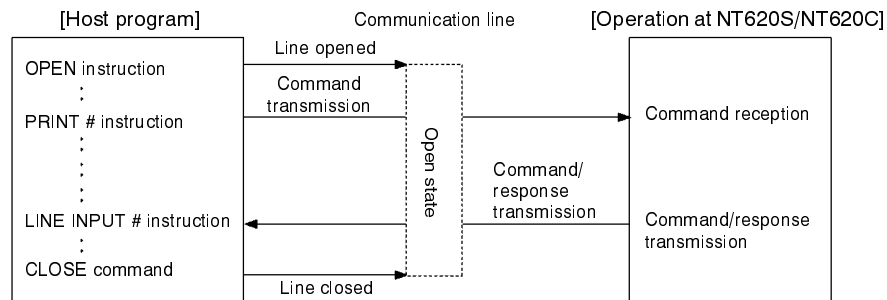 [Host program]
Communication line
[Operation at NT620S/NT620C]
Line opened
OPEN instruction
Command
transmission
PRINT # instruction
Command reception
Open state
Command/
response
transmission
LINE INPUT # instruction
Command/response
transmission
CLOSE command
Line closed